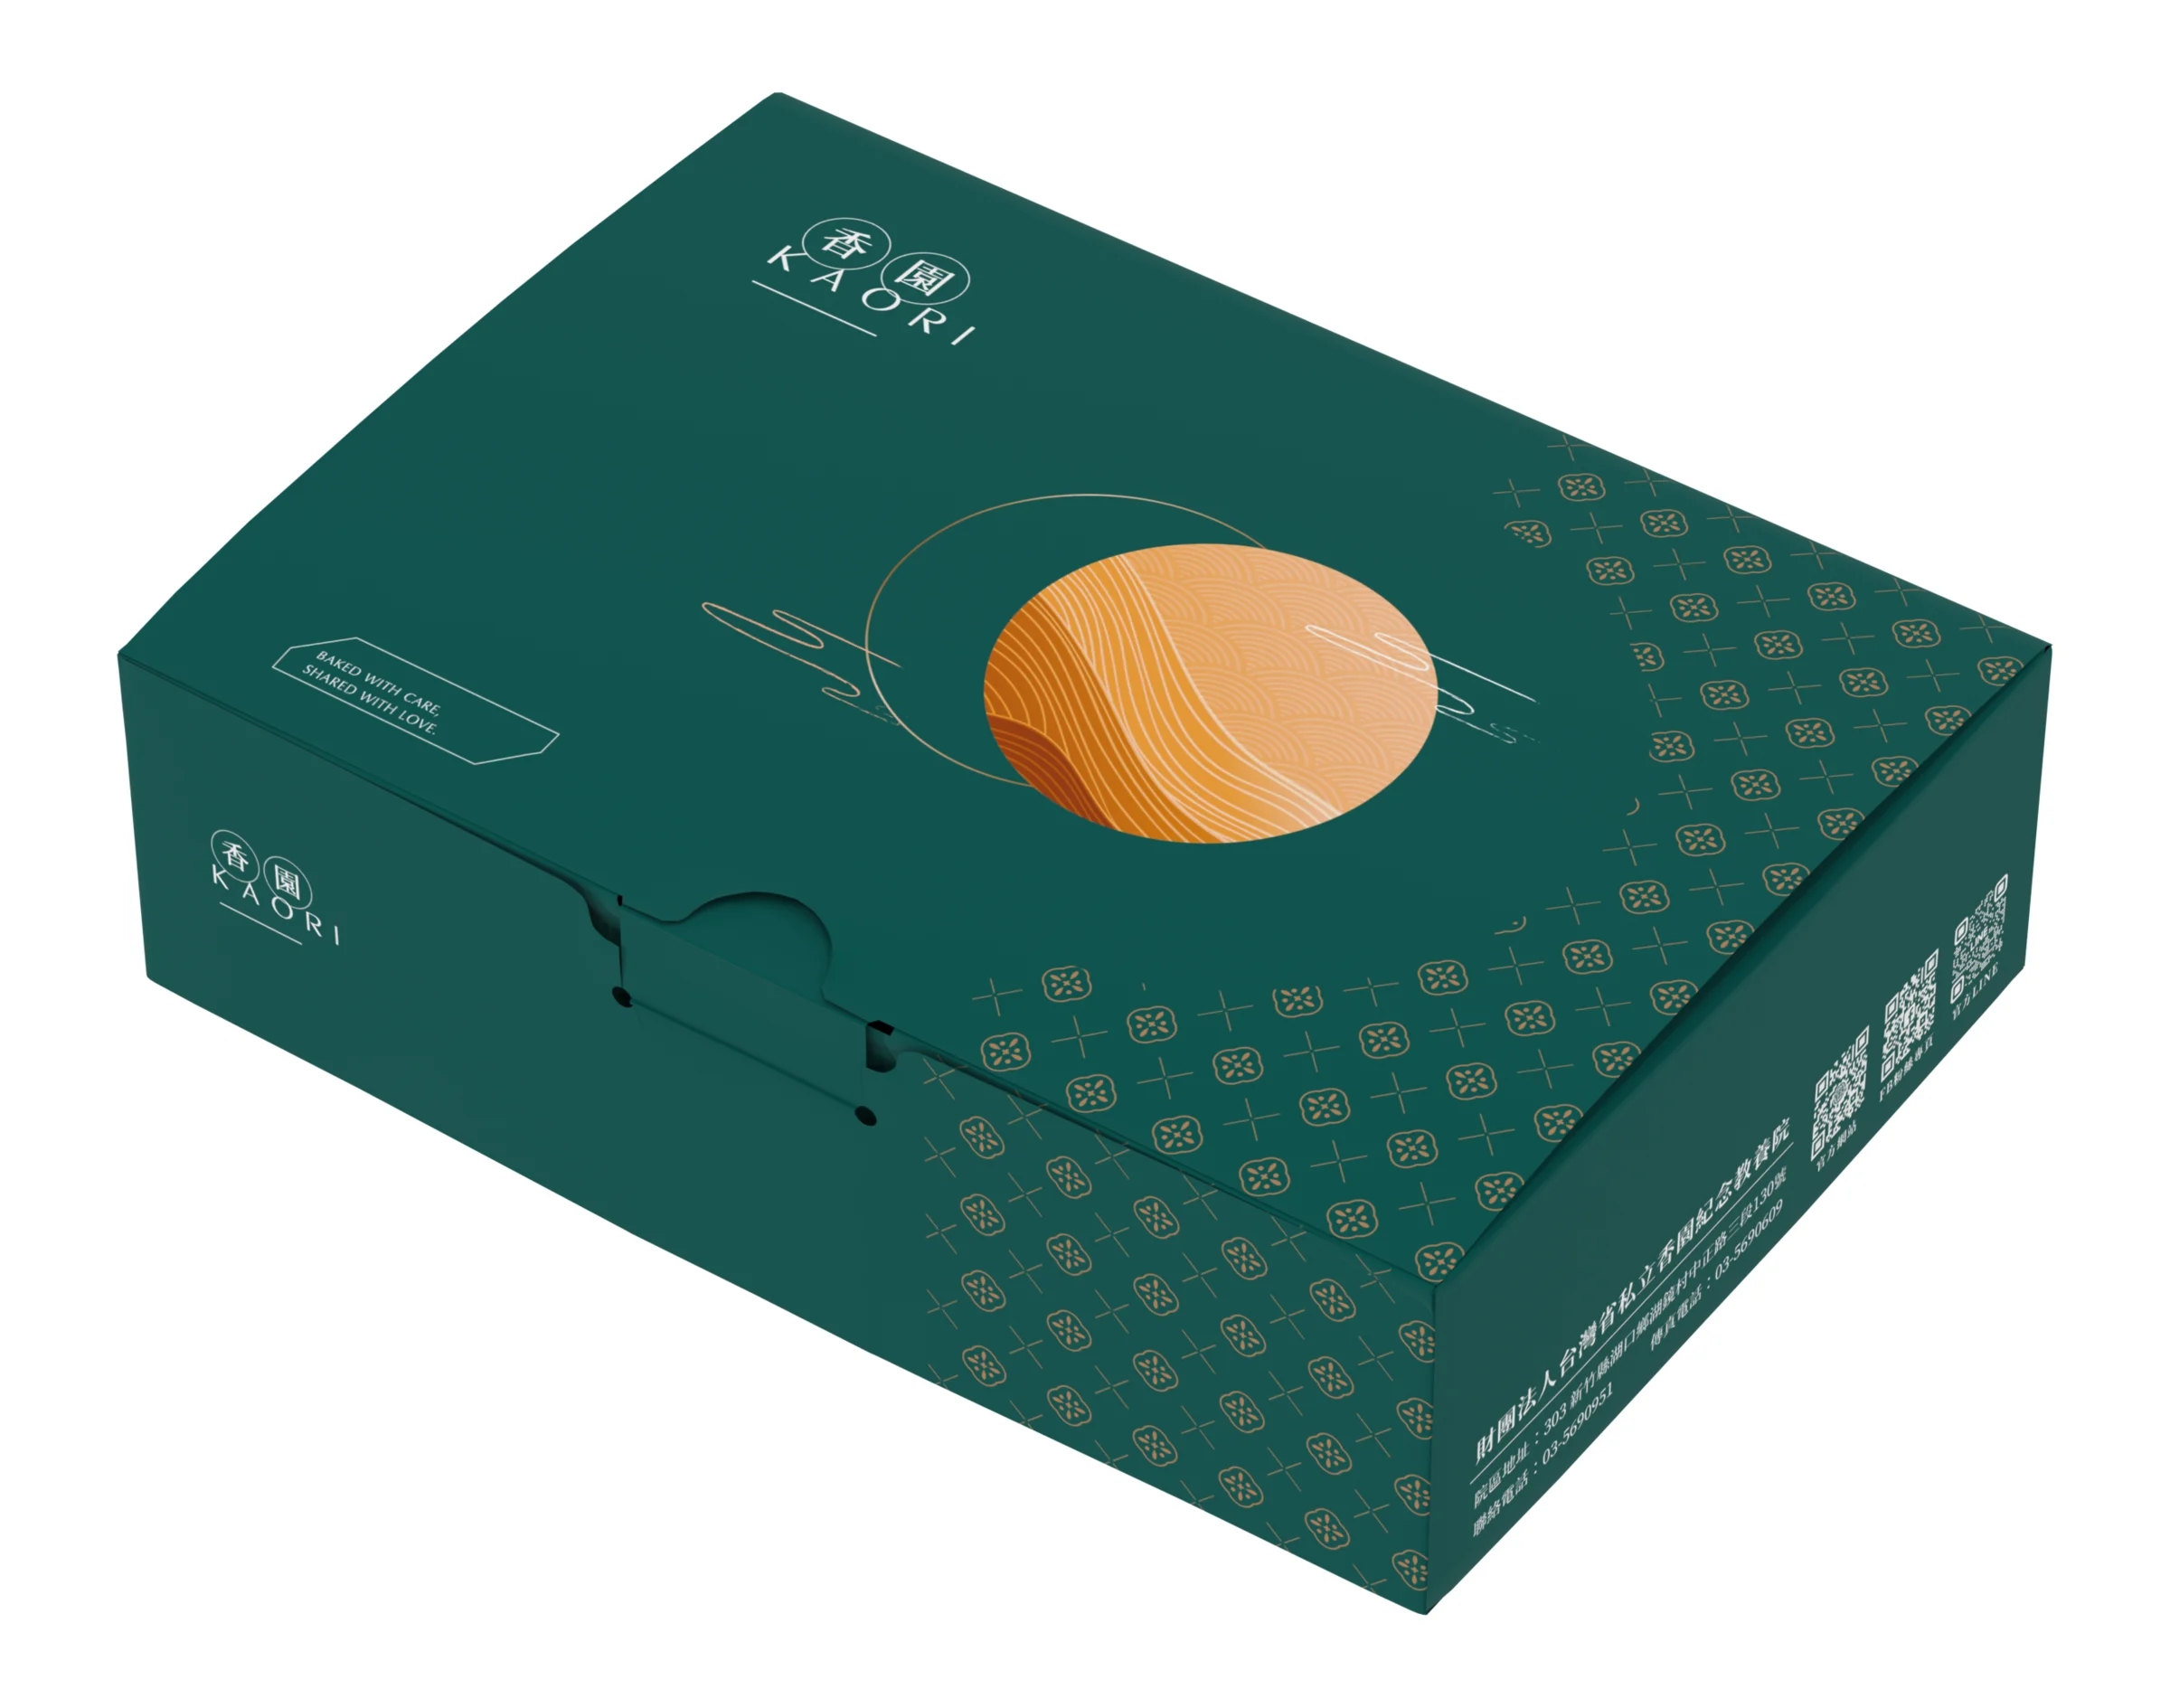 香園
KAORI
BAKED WITH CARE,
SHARED WITH LOVE.
香園
KAORI
財團法人台灣省私立香園紀念教養院
院區地址：303 新竹縣湖口鄉湖鏡村中正路三段130號
聯絡電話：03-5690951 傳真電話：03-5690609
官方網站
FB粉絲專頁
官方LINE